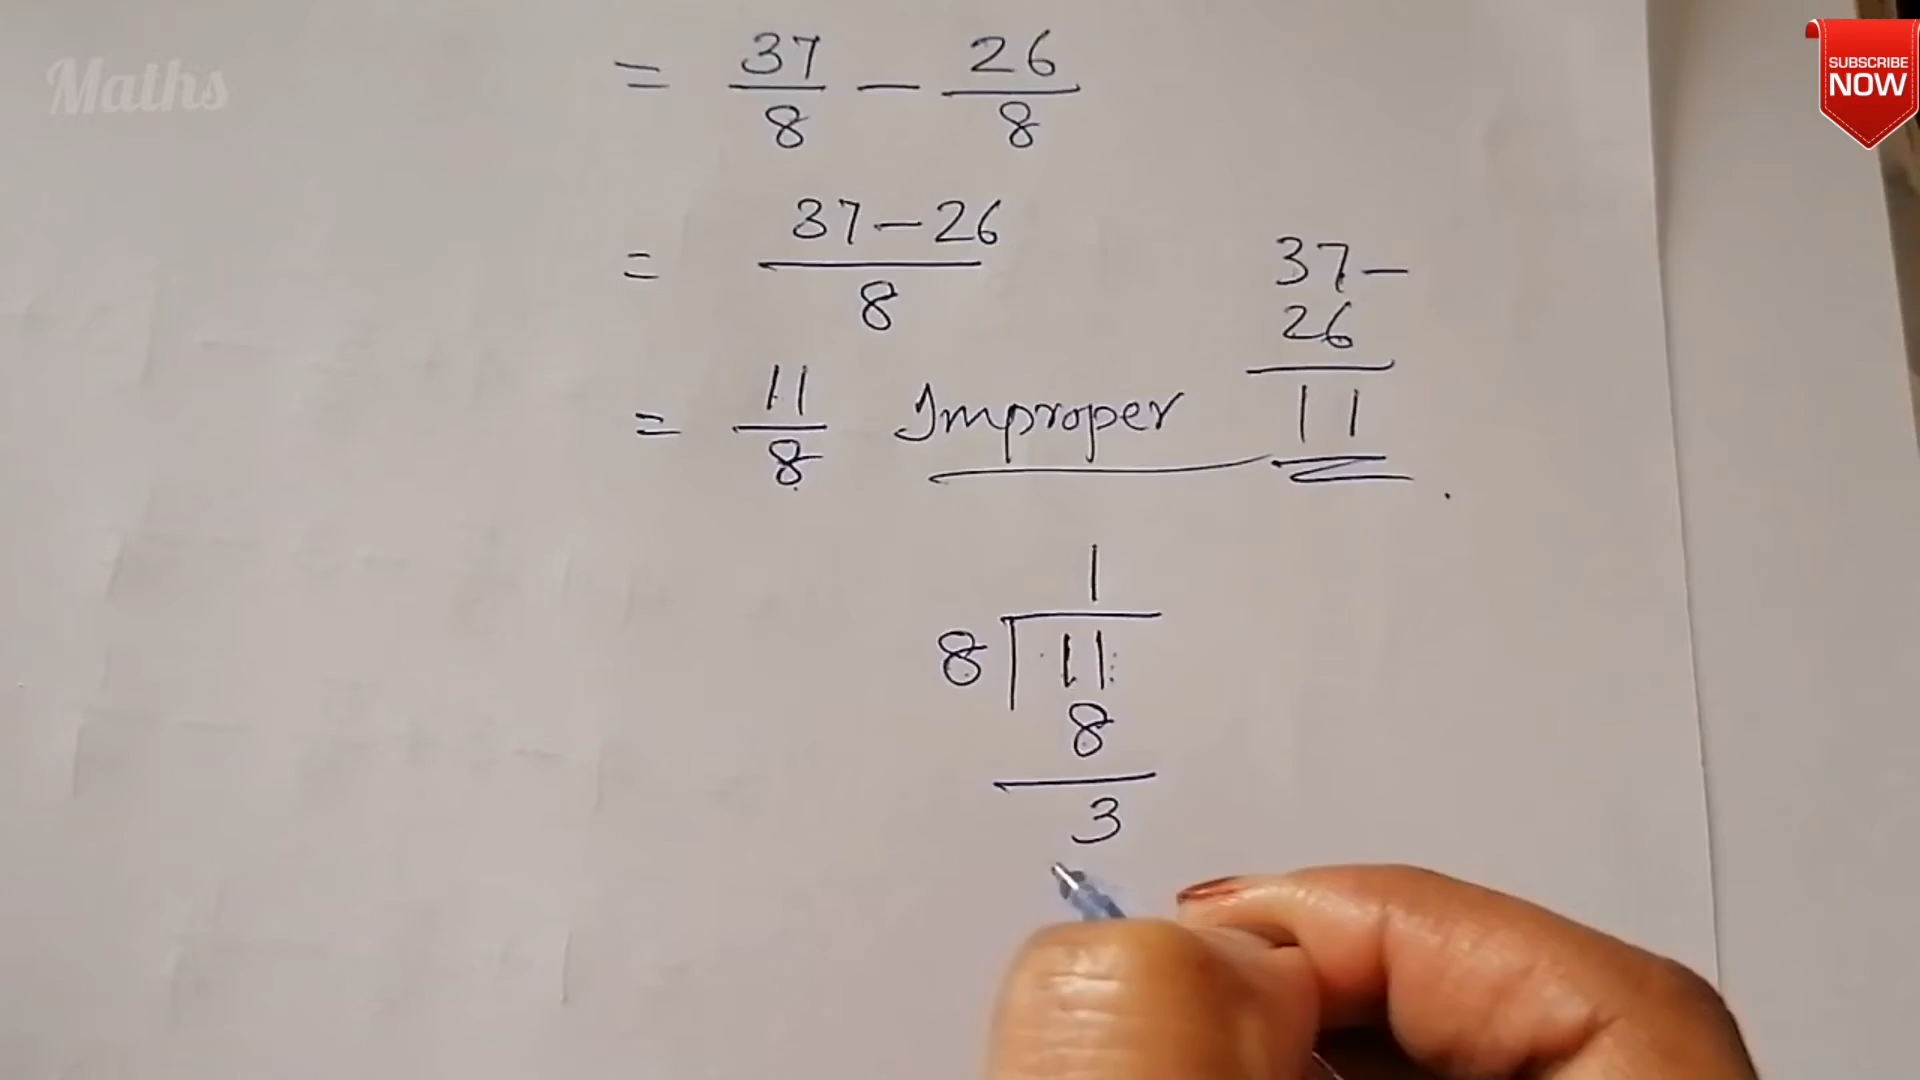 Maths
SUBSCRIBE
NOW
= 37/8 − 26/8
= 37−26/8
37−
26
11
= 11/8 Improper
1
8 11
8
3